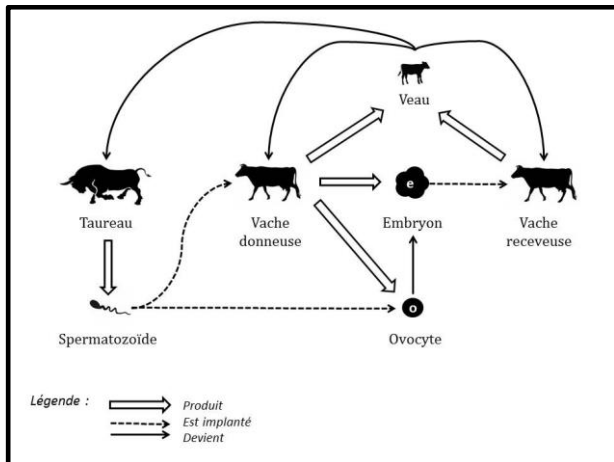 Veau
Taureau
Vache
donneuse
Embryon
Vache
receveuse
e
Spermatozoïde
Ovocyte
o
Légende :
Produit
Est implanté
Devient